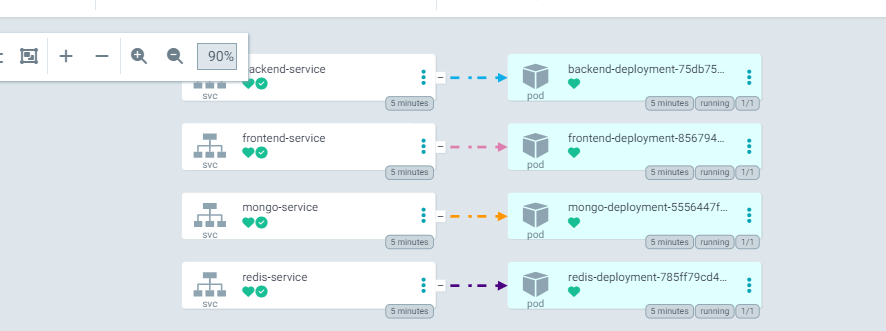 90%
ackend-service
svc
5 minutes
backend-deployment-75db75...
pod
5 minutes running 1/1
frontend-service
svc
5 minutes
frontend-deployment-856794...
pod
5 minutes running 1/1
mongo-service
svc
5 minutes
mongo-deployment-5556447f...
pod
5 minutes running 1/1
redis-service
svc
5 minutes
redis-deployment-785ff79cd4...
pod
5 minutes running 1/1